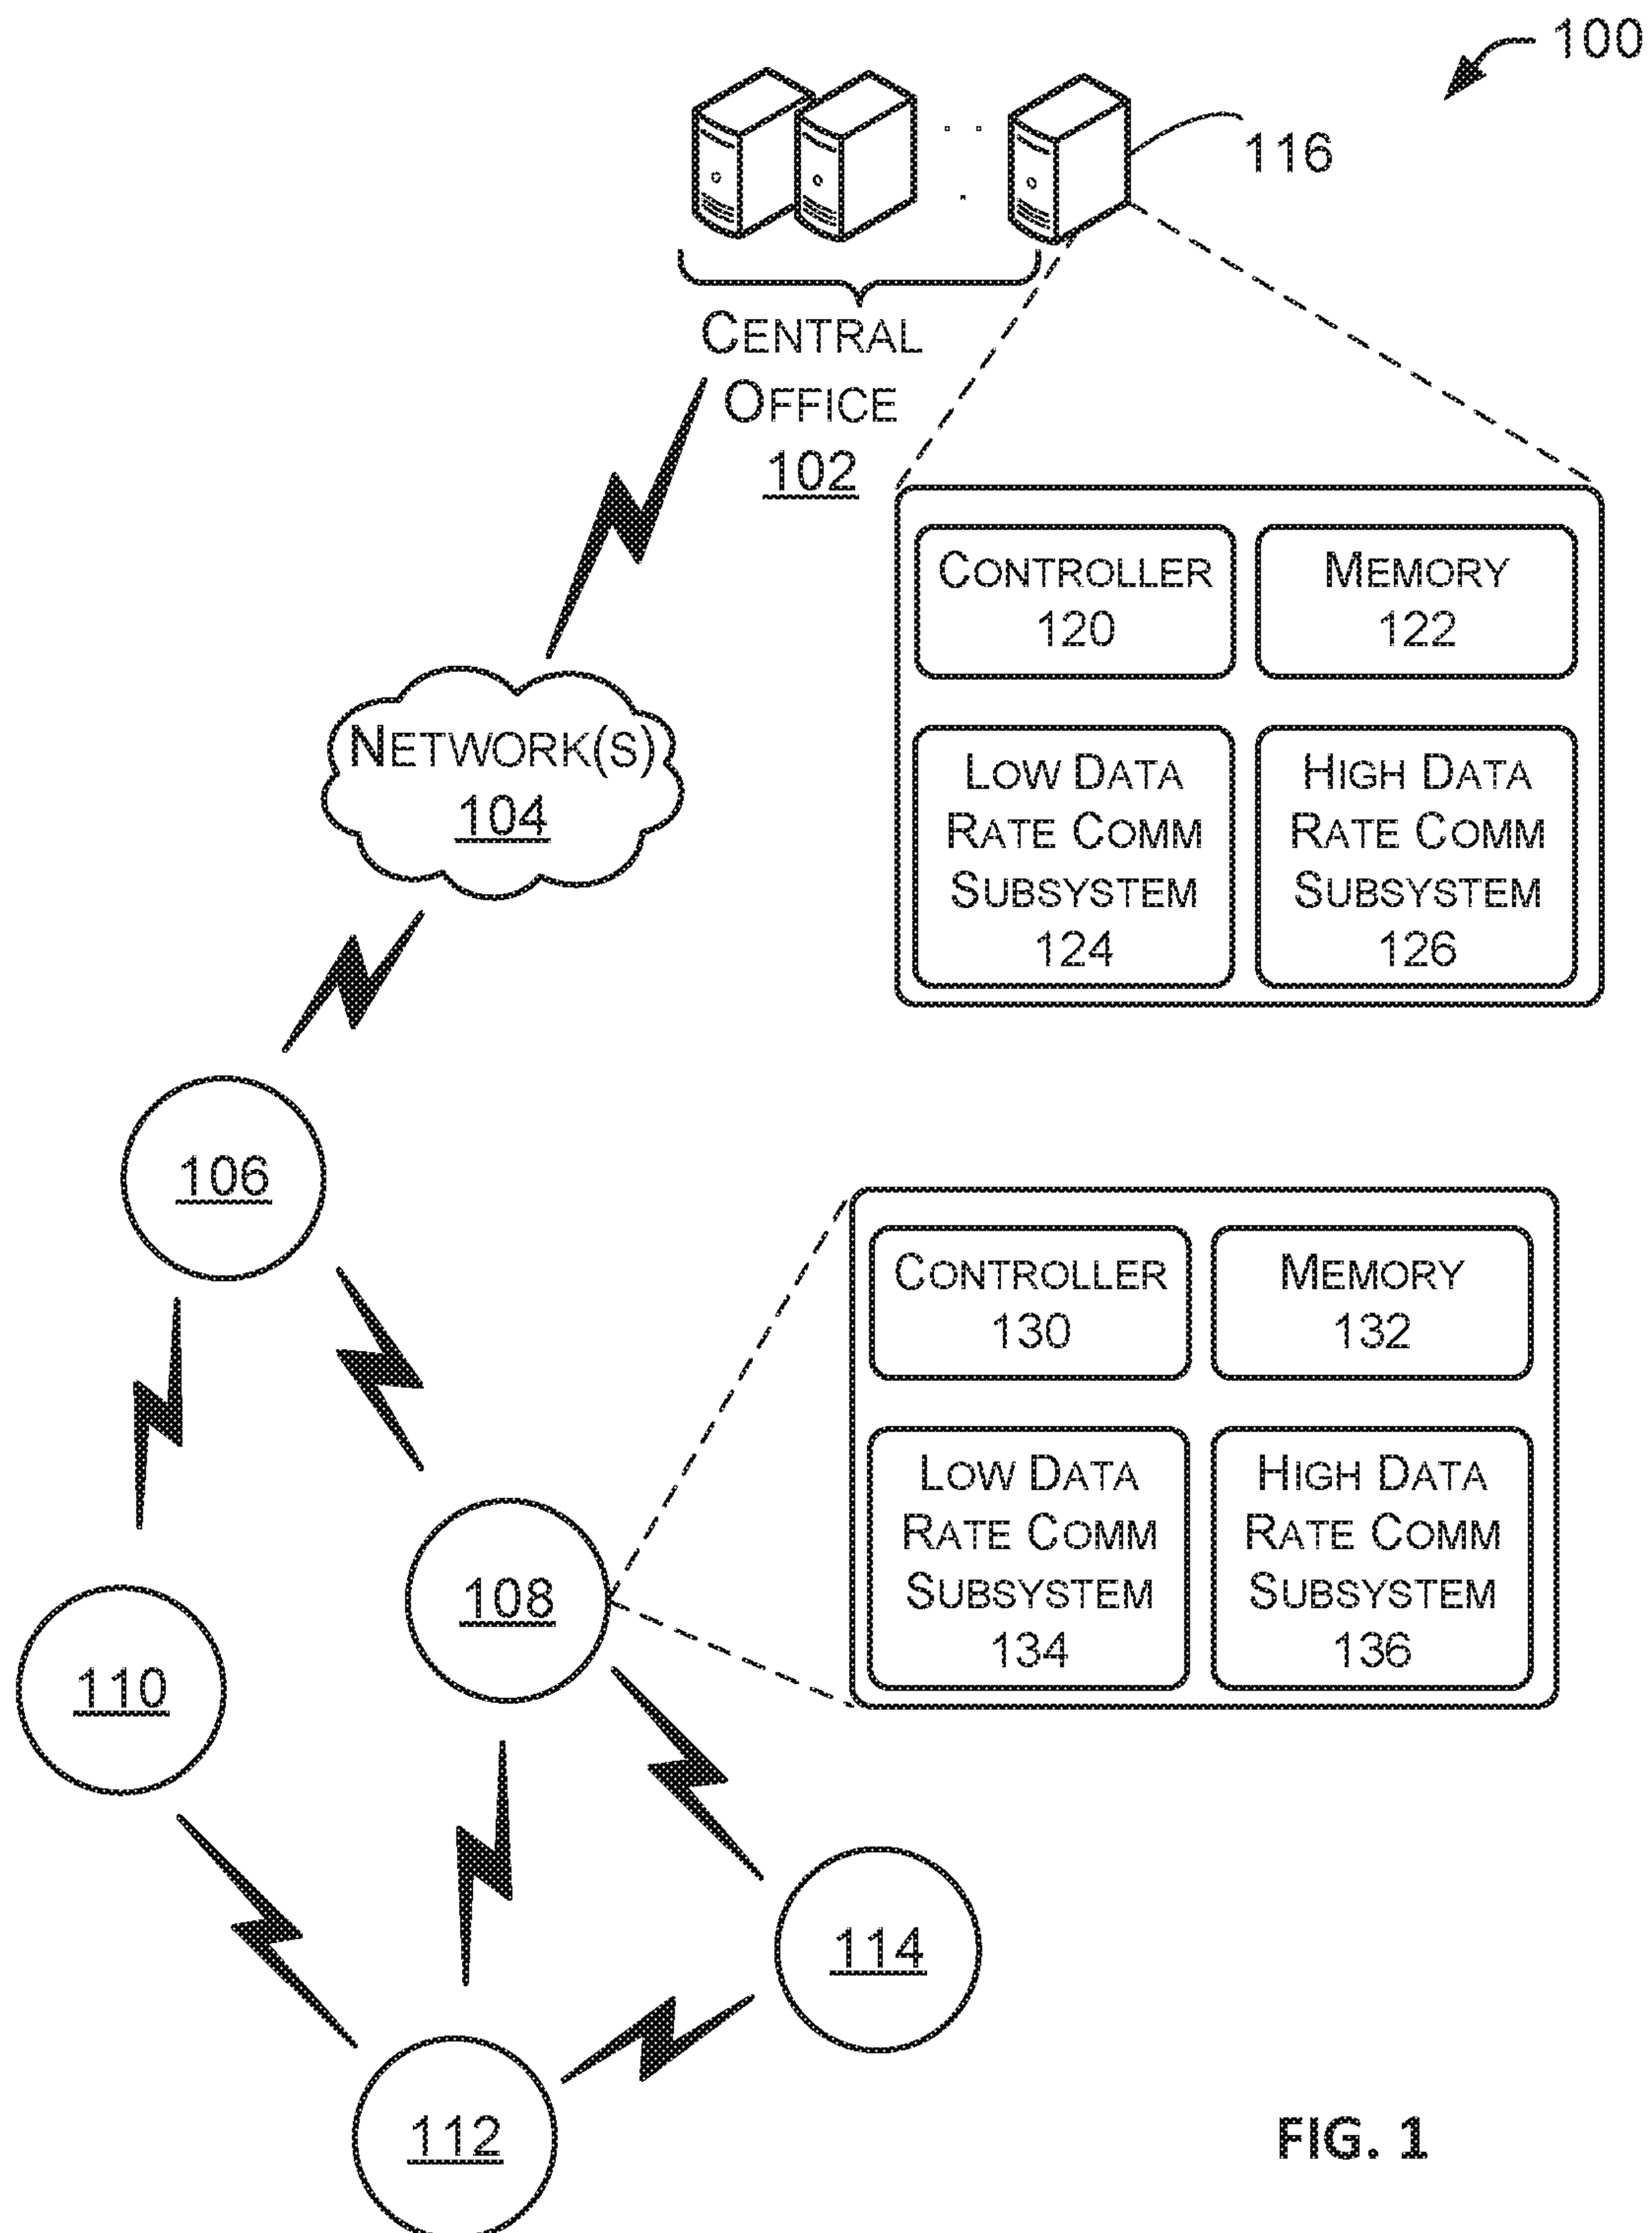 100
116
CENTRAL
OFFICE
102
CONTROLLER
120
MEMORY
122
LOW DATA
RATE COMM
SUBSYSTEM
124
HIGH DATA
RATE COMM
SUBSYSTEM
126
NETWORK(S)
104
106
CONTROLLER
130
MEMORY
132
LOW DATA
RATE COMM
SUBSYSTEM
134
HIGH DATA
RATE COMM
SUBSYSTEM
136
108
110
114
112
FIG. 1